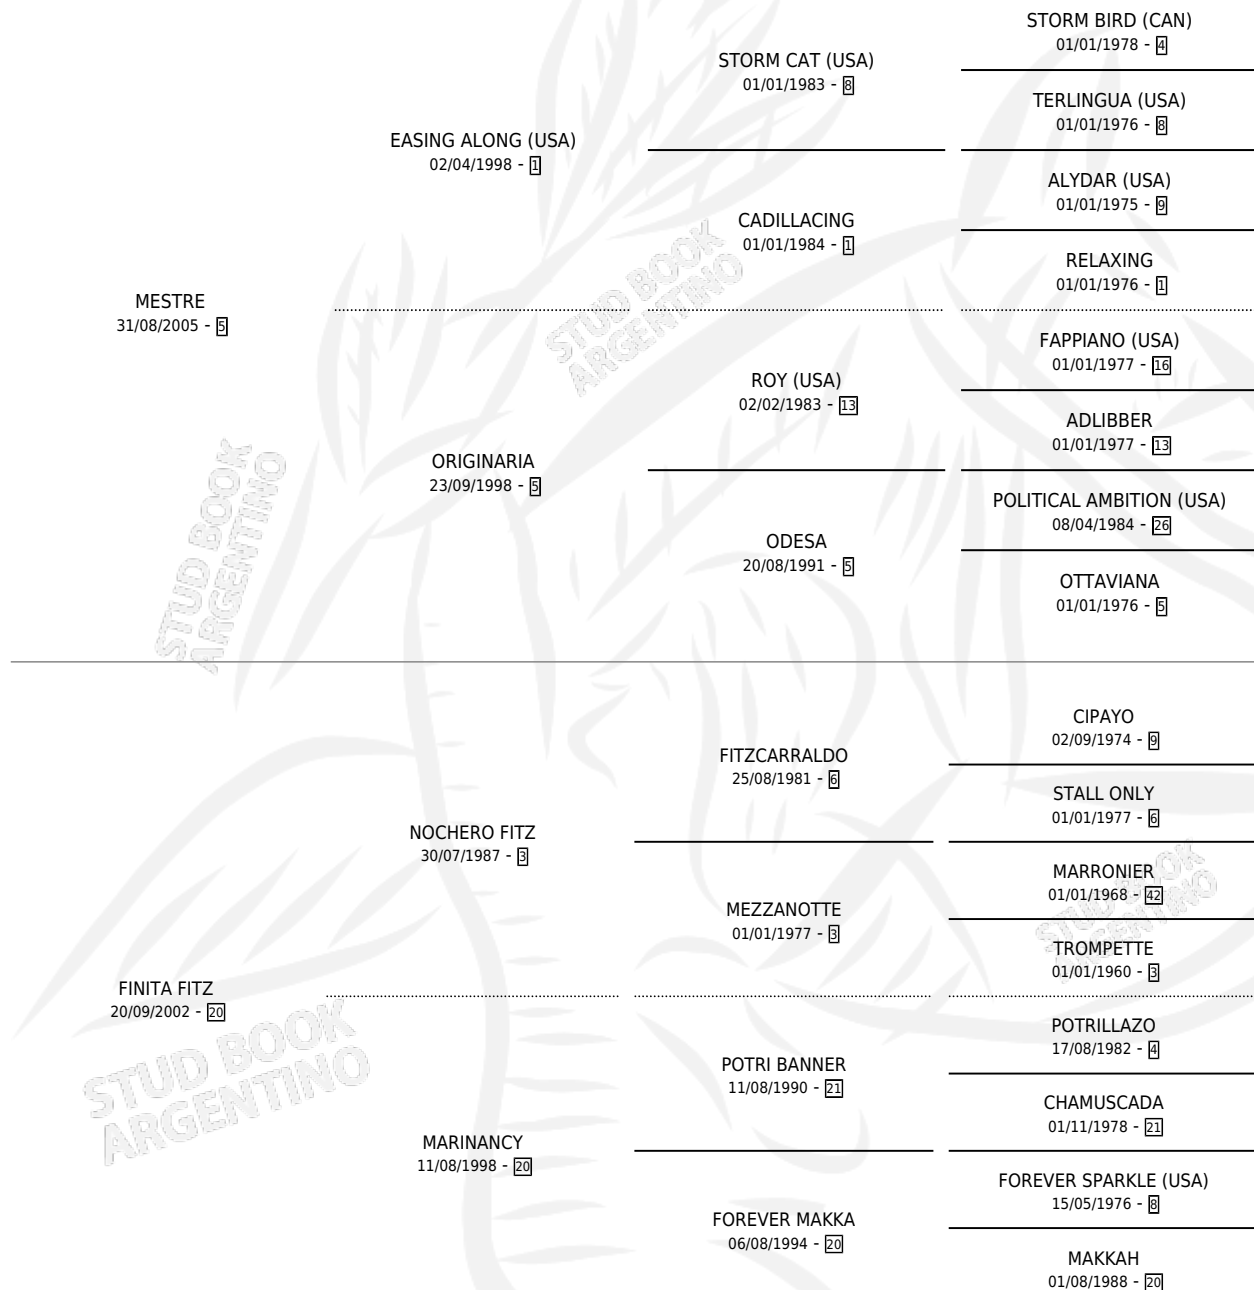 STORM BIRD (CAN)
01/01/1978 - 4
STORM CAT (USA)
01/01/1983 - 8
TERLINGUA (USA)
01/01/1976 - 8
EASING ALONG (USA)
02/04/1998 - 1
ALYDAR (USA)
01/01/1975 - 9
CADILLACING
01/01/1984 - 1
RELAXING
01/01/1976 - 1
MESTRE
31/08/2005 - 5
STUD BOOK
ARGENTINO
FAPPIANO (USA)
01/01/1977 - 16
ROY (USA)
02/02/1983 - 13
ADLIBBER
01/01/1977 - 13
ORIGINARIA
23/09/1998 - 5
POLITICAL AMBITION (USA)
08/04/1984 - 26
ODESA
20/08/1991 - 5
OTTAVIANA
01/01/1976 - 5
STUD BOOK
ARGENTINO
CIPAYO
02/09/1974 - 9
FITZCARRALDO
25/08/1981 - 6
STALL ONLY
01/01/1977 - 6
NOCHERO FITZ
30/07/1987 - 3
MARRONIER
01/01/1968 - 42
MEZZANOTTE
01/01/1977 - 3
STUD BOOK
ARGENTINO
TROMPETTE
01/01/1960 - 3
FINITA FITZ
20/09/2002 - 20
STUD BOOK
ARGENTINO
POTRILLAZO
17/08/1982 - 4
POTRI BANNER
11/08/1990 - 21
CHAMUSCADA
01/11/1978 - 21
MARINANCY
11/08/1998 - 20
FOREVER SPARKLE (USA)
15/05/1976 - 8
FOREVER MAKKA
06/08/1994 - 20
MAKKAH
01/08/1988 - 20